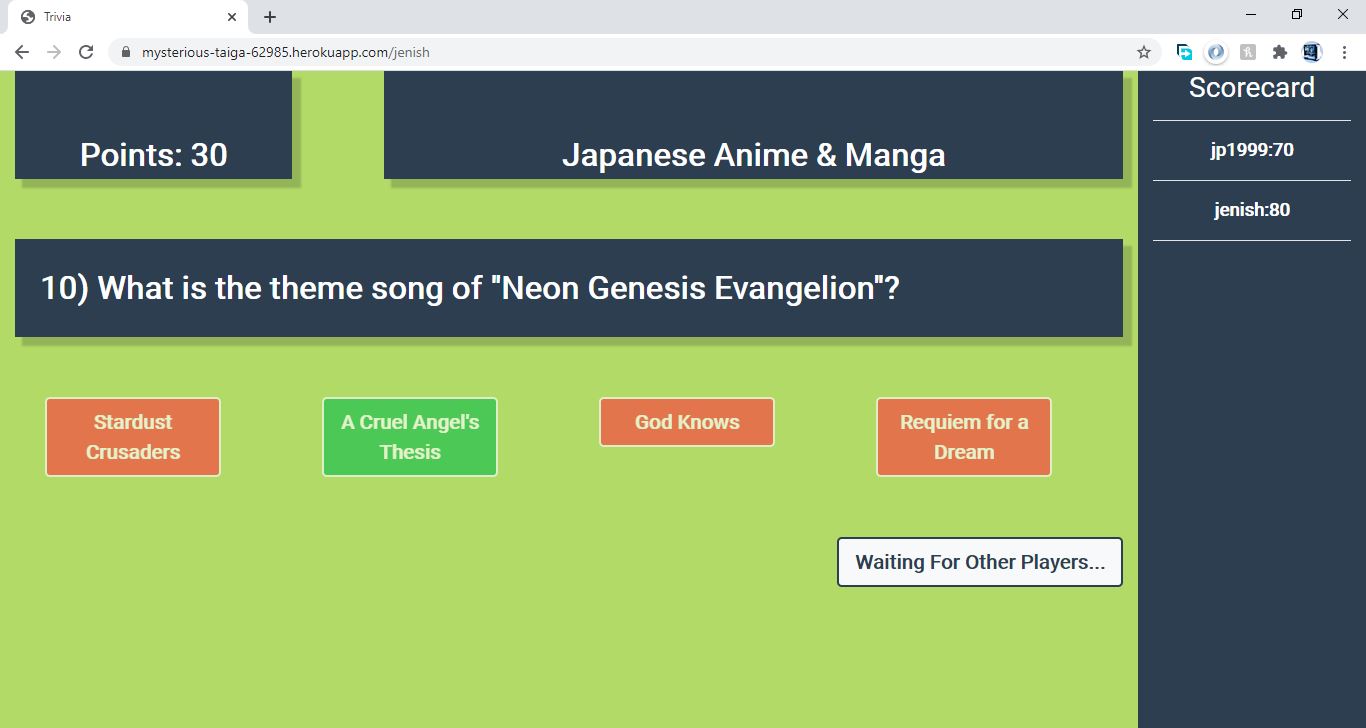 Trivia
mysterious-taiga-62985.herokuapp.com/jenish
Points: 30
Japanese Anime & Manga
Scorecard
jp1999:70
jenish:80
10) What is the theme song of "Neon Genesis Evangelion"?
Stardust
Crusaders
A Cruel Angel's
Thesis
God Knows
Requiem for a
Dream
Waiting For Other Players...